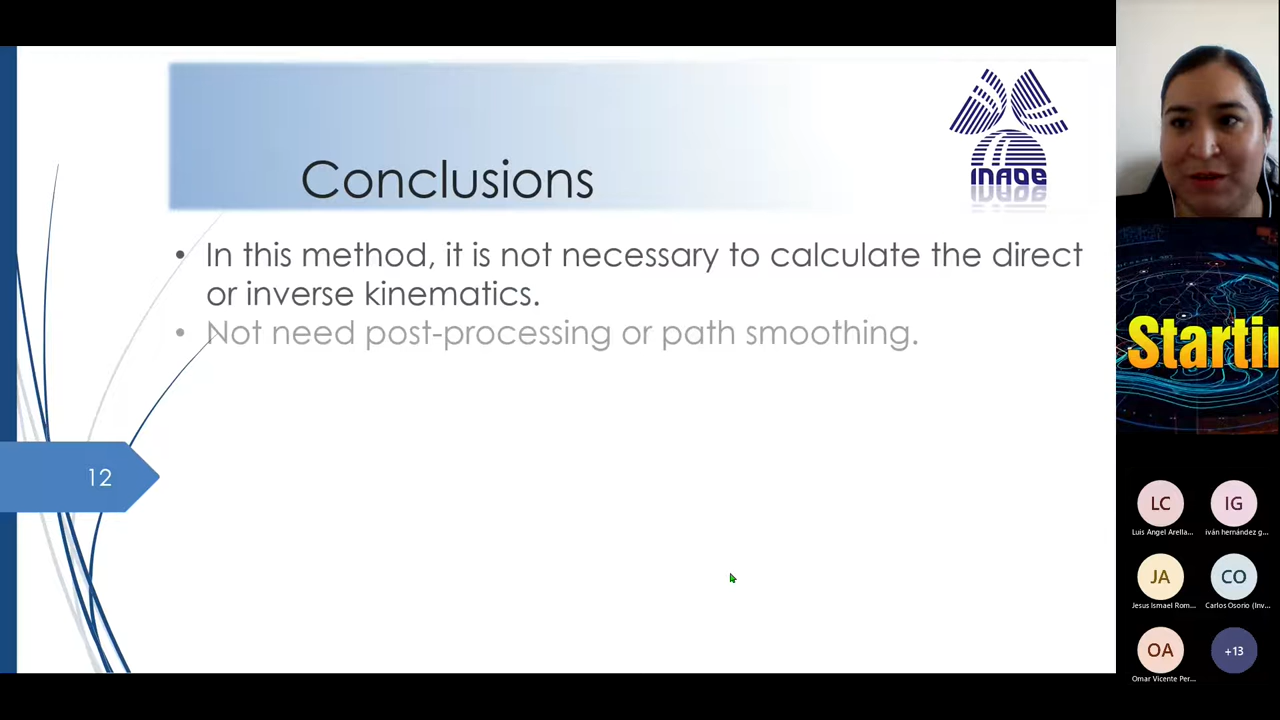 INAOE
Conclusions
• In this method, it is not necessary to calculate the direct
or inverse kinematics.
• Not need post-processing or path smoothing.
12
Starti
LC
IG
Luis Angel Arella...
iván hernández g...
JA
CO
Jesus Ismael Rom...
Carlos Osorio (Inv...
OA
+13
Omar Vicente Per...